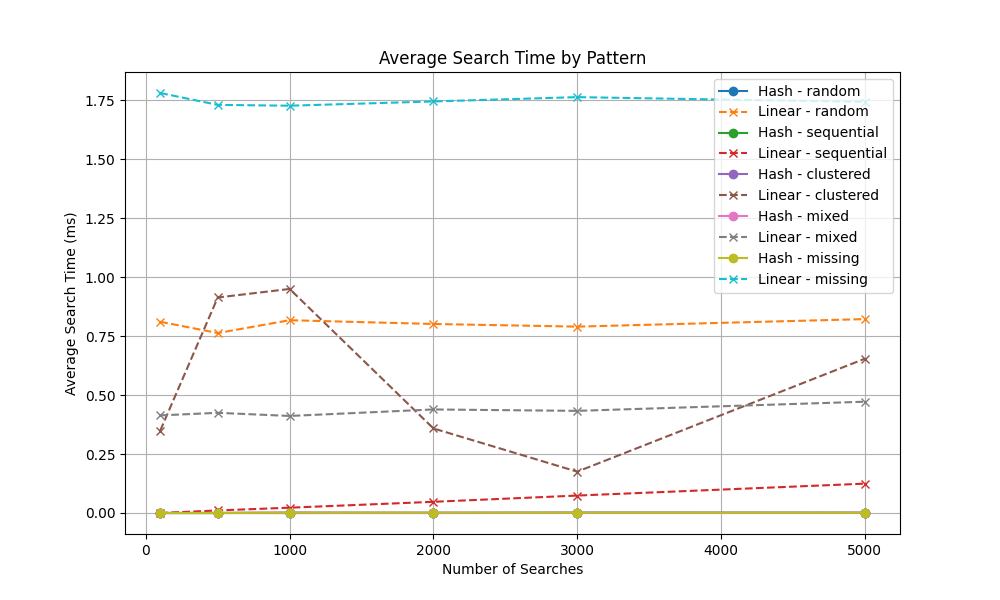 Average Search Time by Pattern
Average Search Time (ms)
1.75
1.50
1.25
1.00
0.75
0.50
0.25
0.00
Hash - random
Linear - random
Hash - sequential
Linear - sequential
Hash - clustered
Linear - clustered
Hash - mixed
Linear - mixed
Hash - missing
Linear - missing
0 1000 2000 3000 4000 5000
Number of Searches